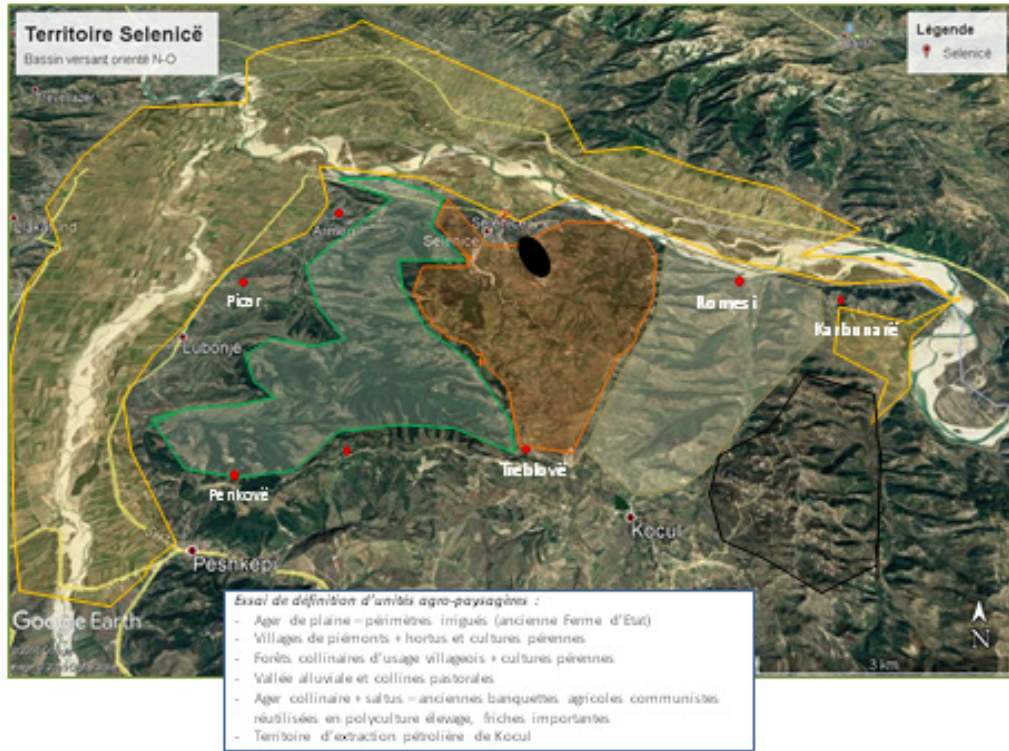 Territoire Selenicë
Bassin versant orienté N-O
Légende
Selenicë
Armen
Selenicë
Picar
Romesi
Karbunarë
Lubonjë
Treblovë
Penkovë
Kocul
Peshkëpi
Google Earth
N
3 km
Essai de définition d'unités agro-paysagères :
- Ager de plaine – périmètres irrigués (ancienne Ferme d'Etat)
- Villages de piémonts + hortus et cultures pérennes
- Forêts collinaires d'usage villageois + cultures pérennes
- Vallée alluviale et collines pastorales
- Ager collinaire + saltus – anciennes banquettes agricoles communistes
réutilisées en polyculture élevage, friches importantes
- Territoire d'extraction pétrolière de Kocul